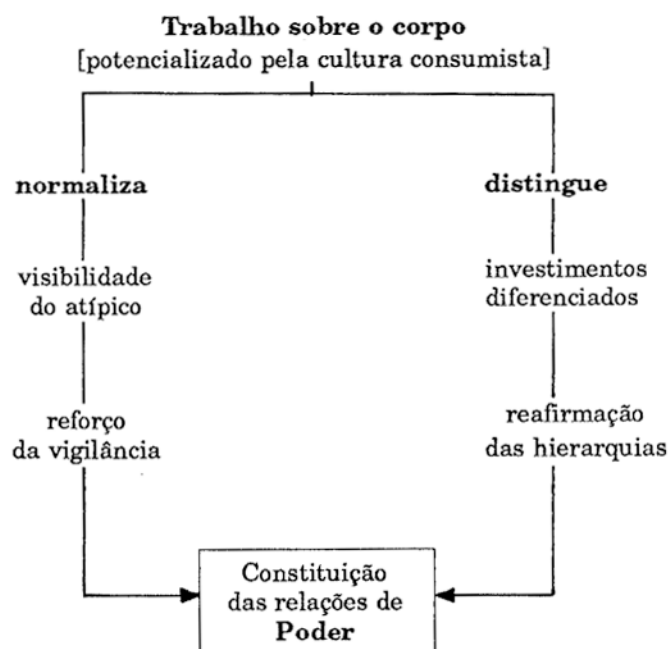 Trabalho sobre o corpo
[potencializado pela cultura consumista]
normaliza
visibilidade
do atípico
reforço
da vigilância
distingue
investimentos
diferenciados
reafirmação
das hierarquias
Constituição
das relações de
Poder